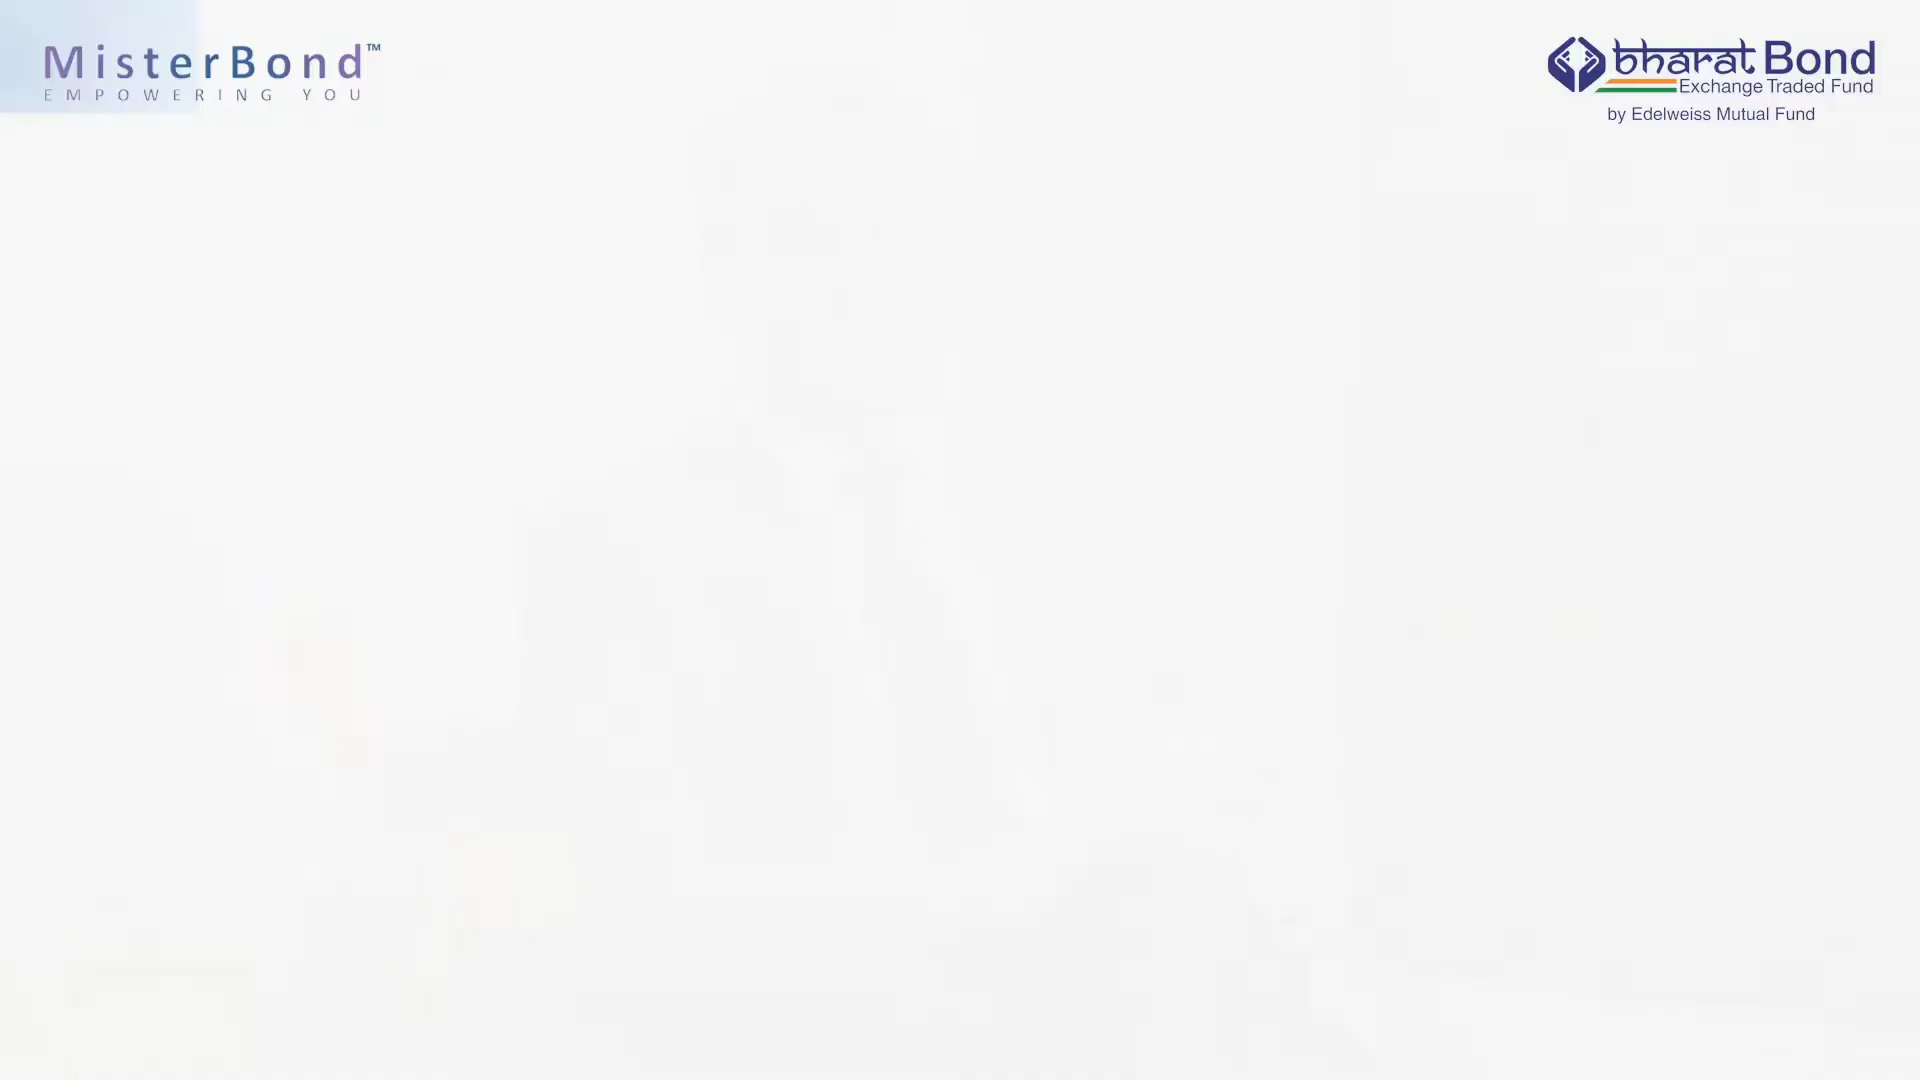 MisterBond™
EMPOWERING YOU
bharat Bond
Exchange Traded Fund
by Edelweiss Mutual Fund